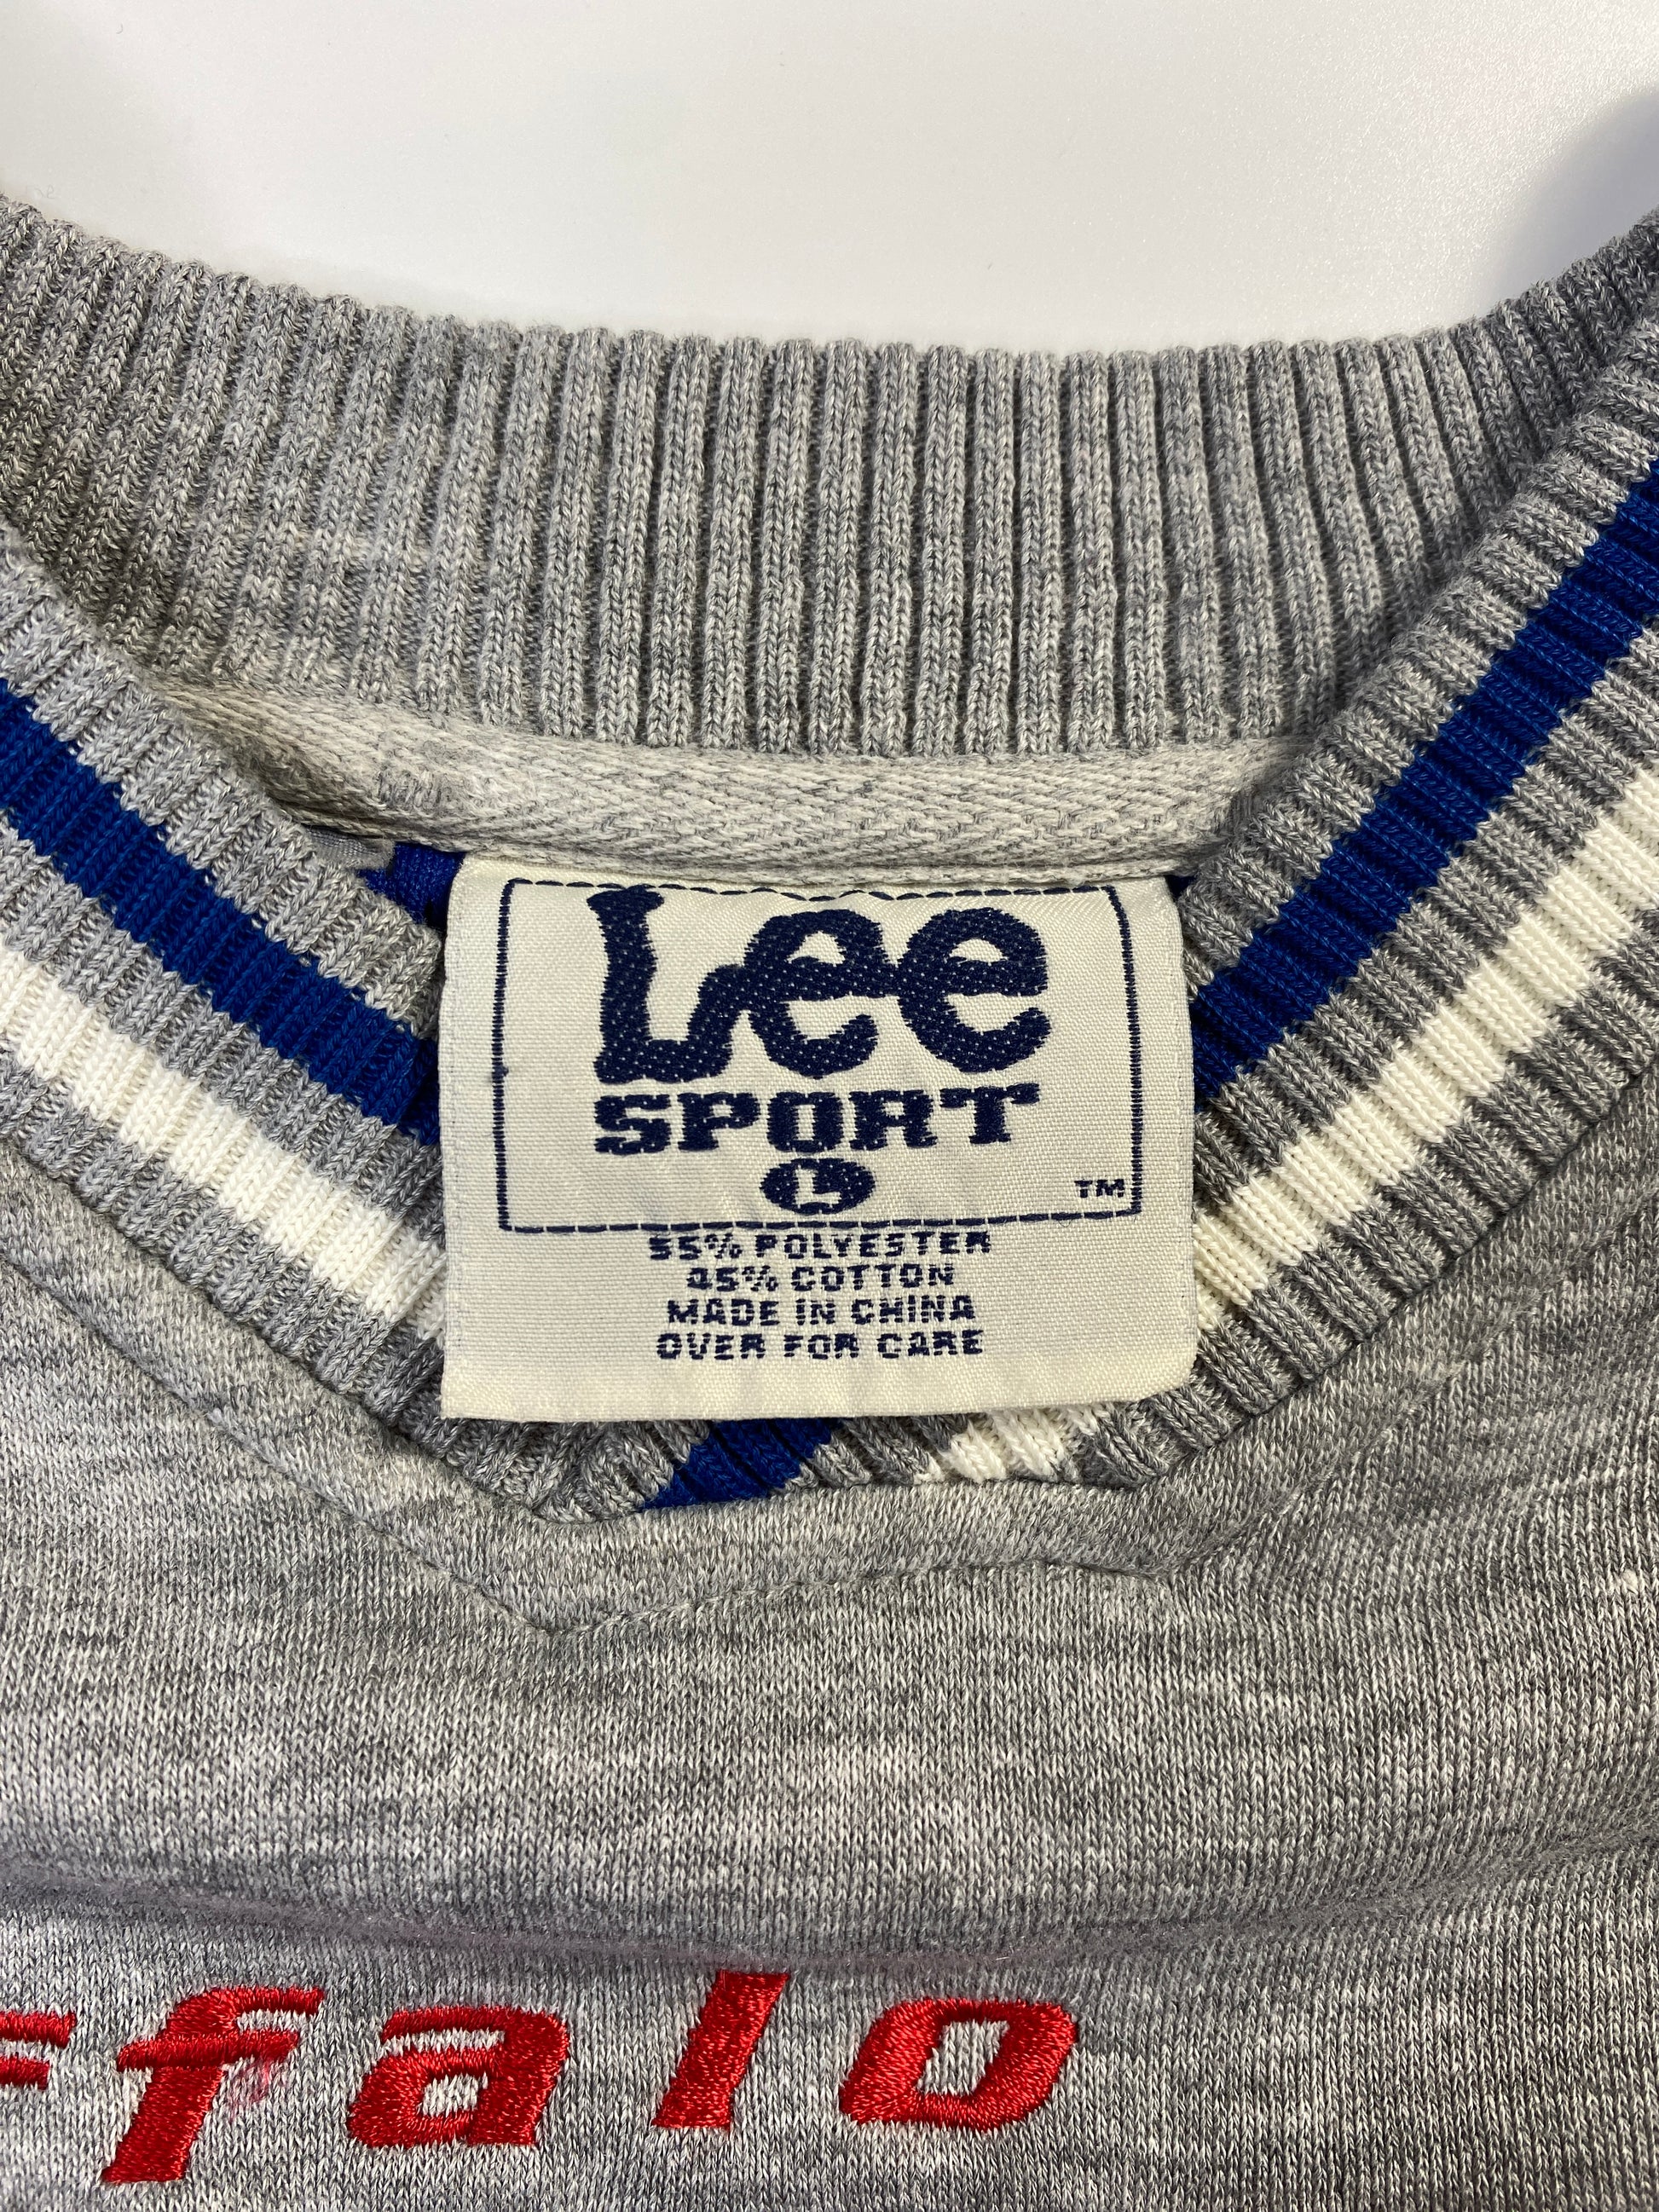 Lee
SPORT
L
TM
55% POLYESTER
45% COTTON
MADE IN CHINA
OVER FOR CARE
ffalo